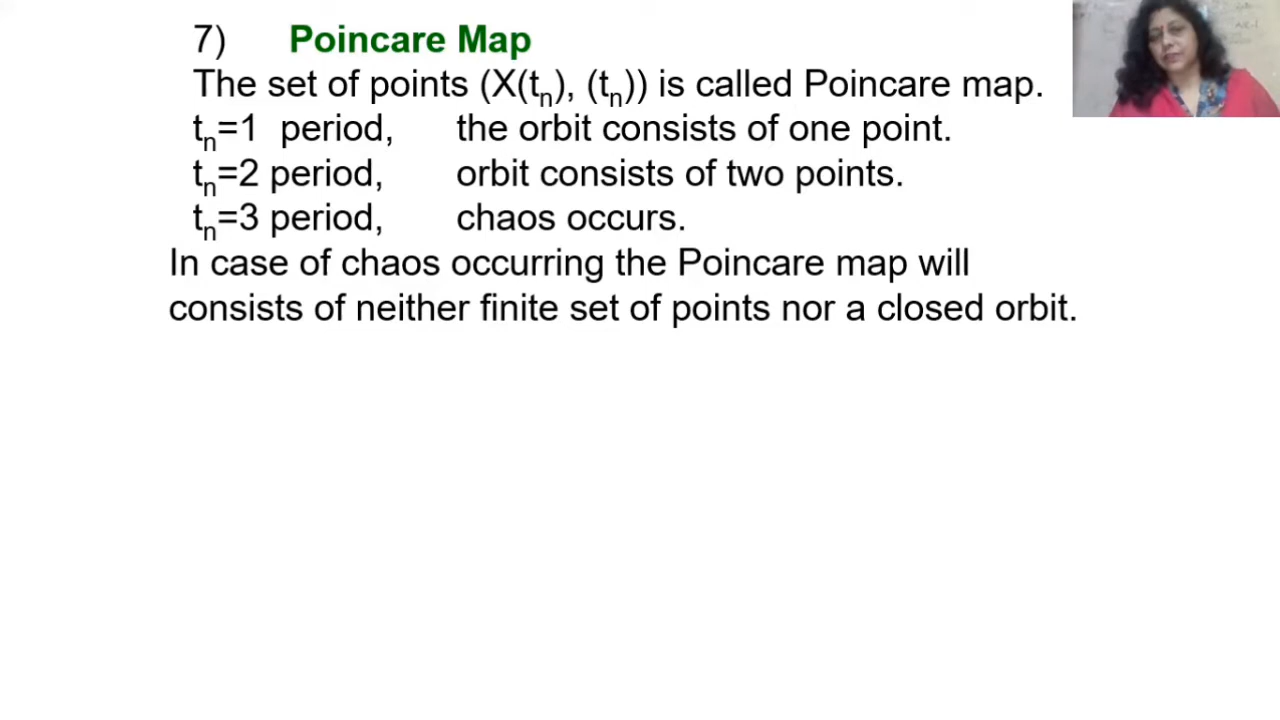 7) Poincare Map
The set of points (X(tn), (tn)) is called Poincare map.
tn=1 period, the orbit consists of one point.
tn=2 period, orbit consists of two points.
tn=3 period, chaos occurs.
In case of chaos occurring the Poincare map will
consists of neither finite set of points nor a closed orbit.